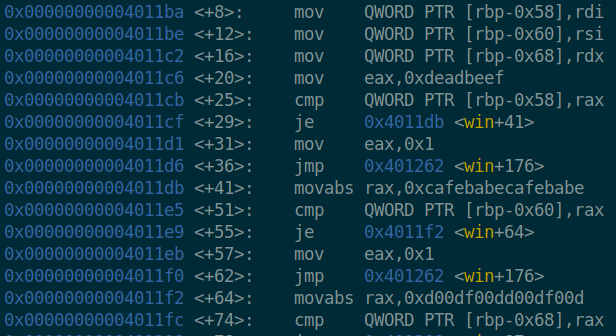 0x00000000004011ba <+8>: mov QWORD PTR [rbp-0x58],rdi
0x00000000004011be <+12>: mov QWORD PTR [rbp-0x60],rsi
0x00000000004011c2 <+16>: mov QWORD PTR [rbp-0x68],rdx
0x00000000004011c6 <+20>: mov eax,0xdeadbeef
0x00000000004011cb <+25>: cmp QWORD PTR [rbp-0x58],rax
0x00000000004011cf <+29>: je 0x4011db <win+41>
0x00000000004011d1 <+31>: mov eax,0x1
0x00000000004011d6 <+36>: jmp 0x401262 <win+176>
0x00000000004011db <+41>: movabs rax,0xcafebabecafebabe
0x00000000004011e5 <+51>: cmp QWORD PTR [rbp-0x60],rax
0x00000000004011e9 <+55>: je 0x4011f2 <win+64>
0x00000000004011eb <+57>: mov eax,0x1
0x00000000004011f0 <+62>: jmp 0x401262 <win+176>
0x00000000004011f2 <+64>: movabs rax,0xd00df00dd00df00d
0x00000000004011fc <+74>: cmp QWORD PTR [rbp-0x68],rax